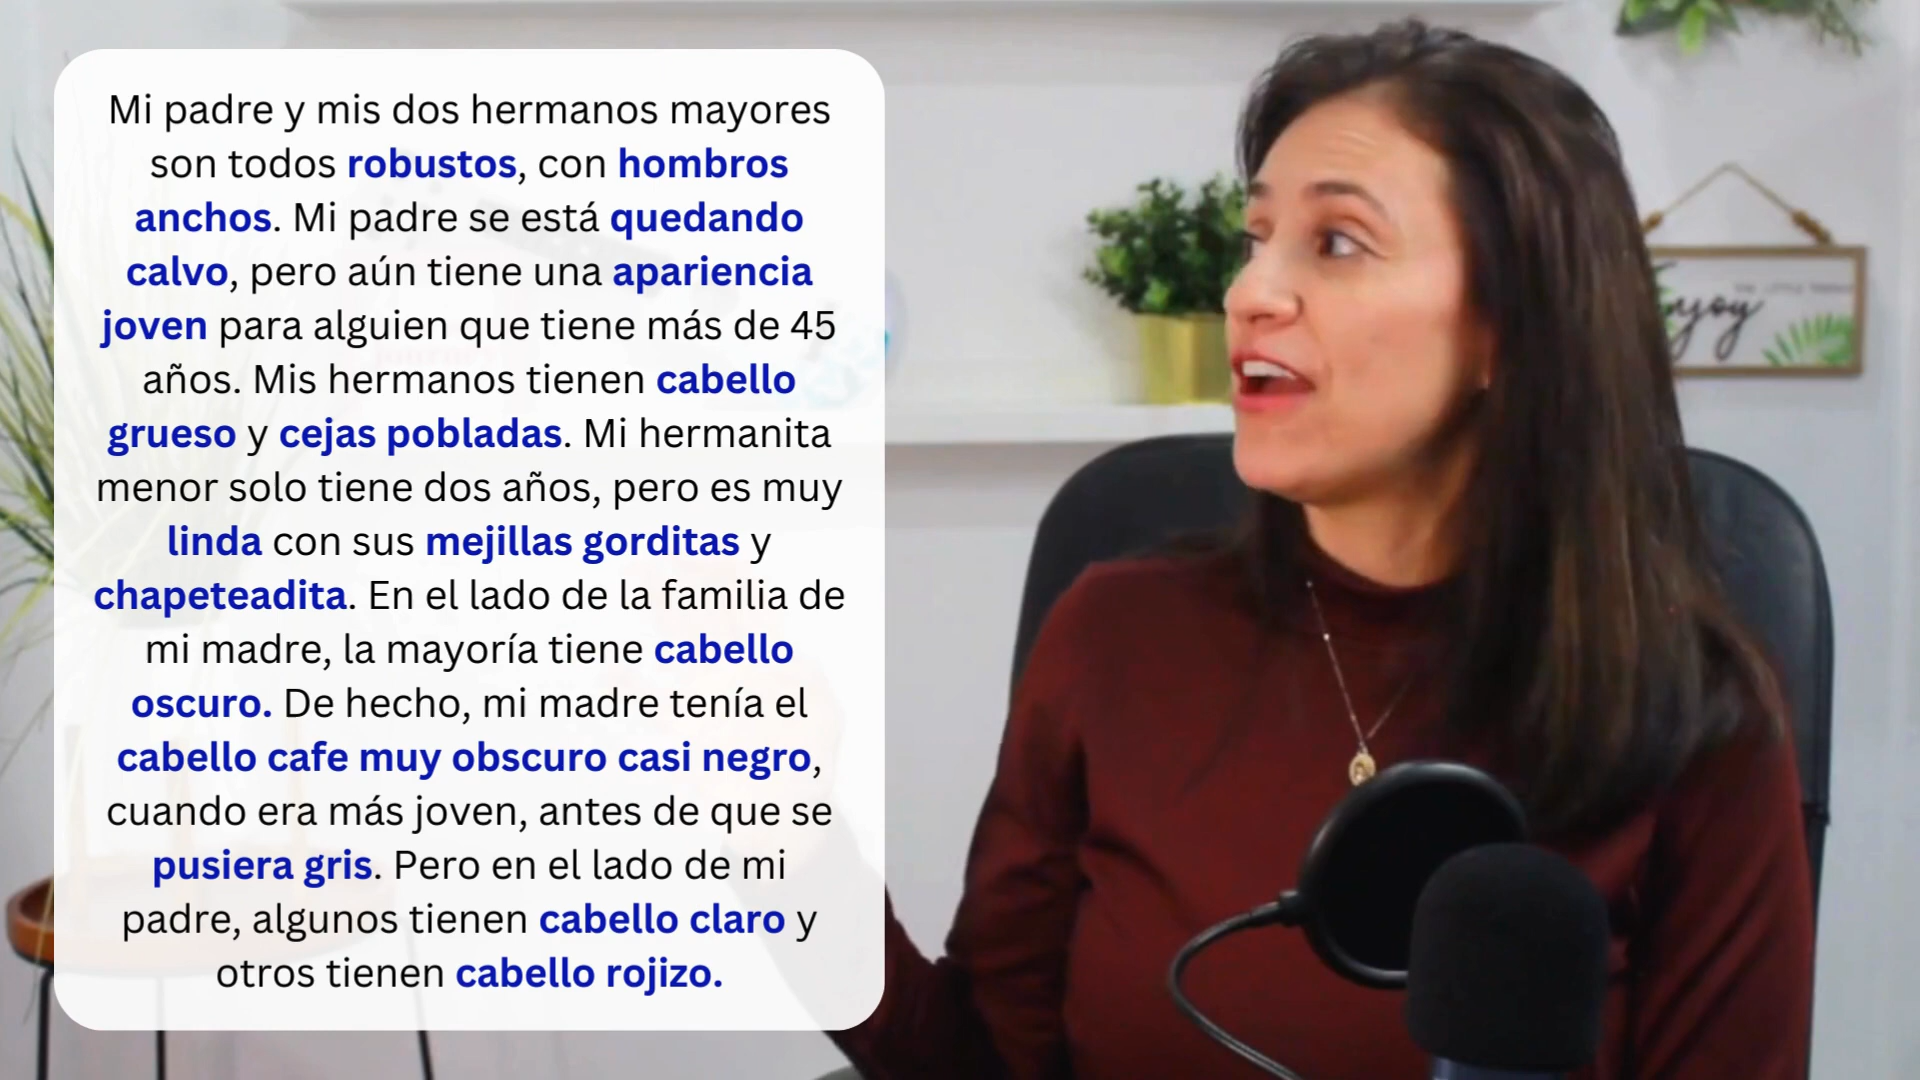 Mi padre y mis dos hermanos mayores
son todos robustos, con hombros
anchos. Mi padre se está quedando
calvo, pero aún tiene una apariencia
joven para alguien que tiene más de 45
años. Mis hermanos tienen cabello
grueso y cejas pobladas. Mi hermanita
menor solo tiene dos años, pero es muy
linda con sus mejillas gorditas y
chapeteadita. En el lado de la familia de
mi madre, la mayoría tiene cabello
oscuro. De hecho, mi madre tenía el
cabello cafe muy obscuro casi negro,
cuando era más joven, antes de que se
pusiera gris. Pero en el lado de mi
padre, algunos tienen cabello claro y
otros tienen cabello rojizo.